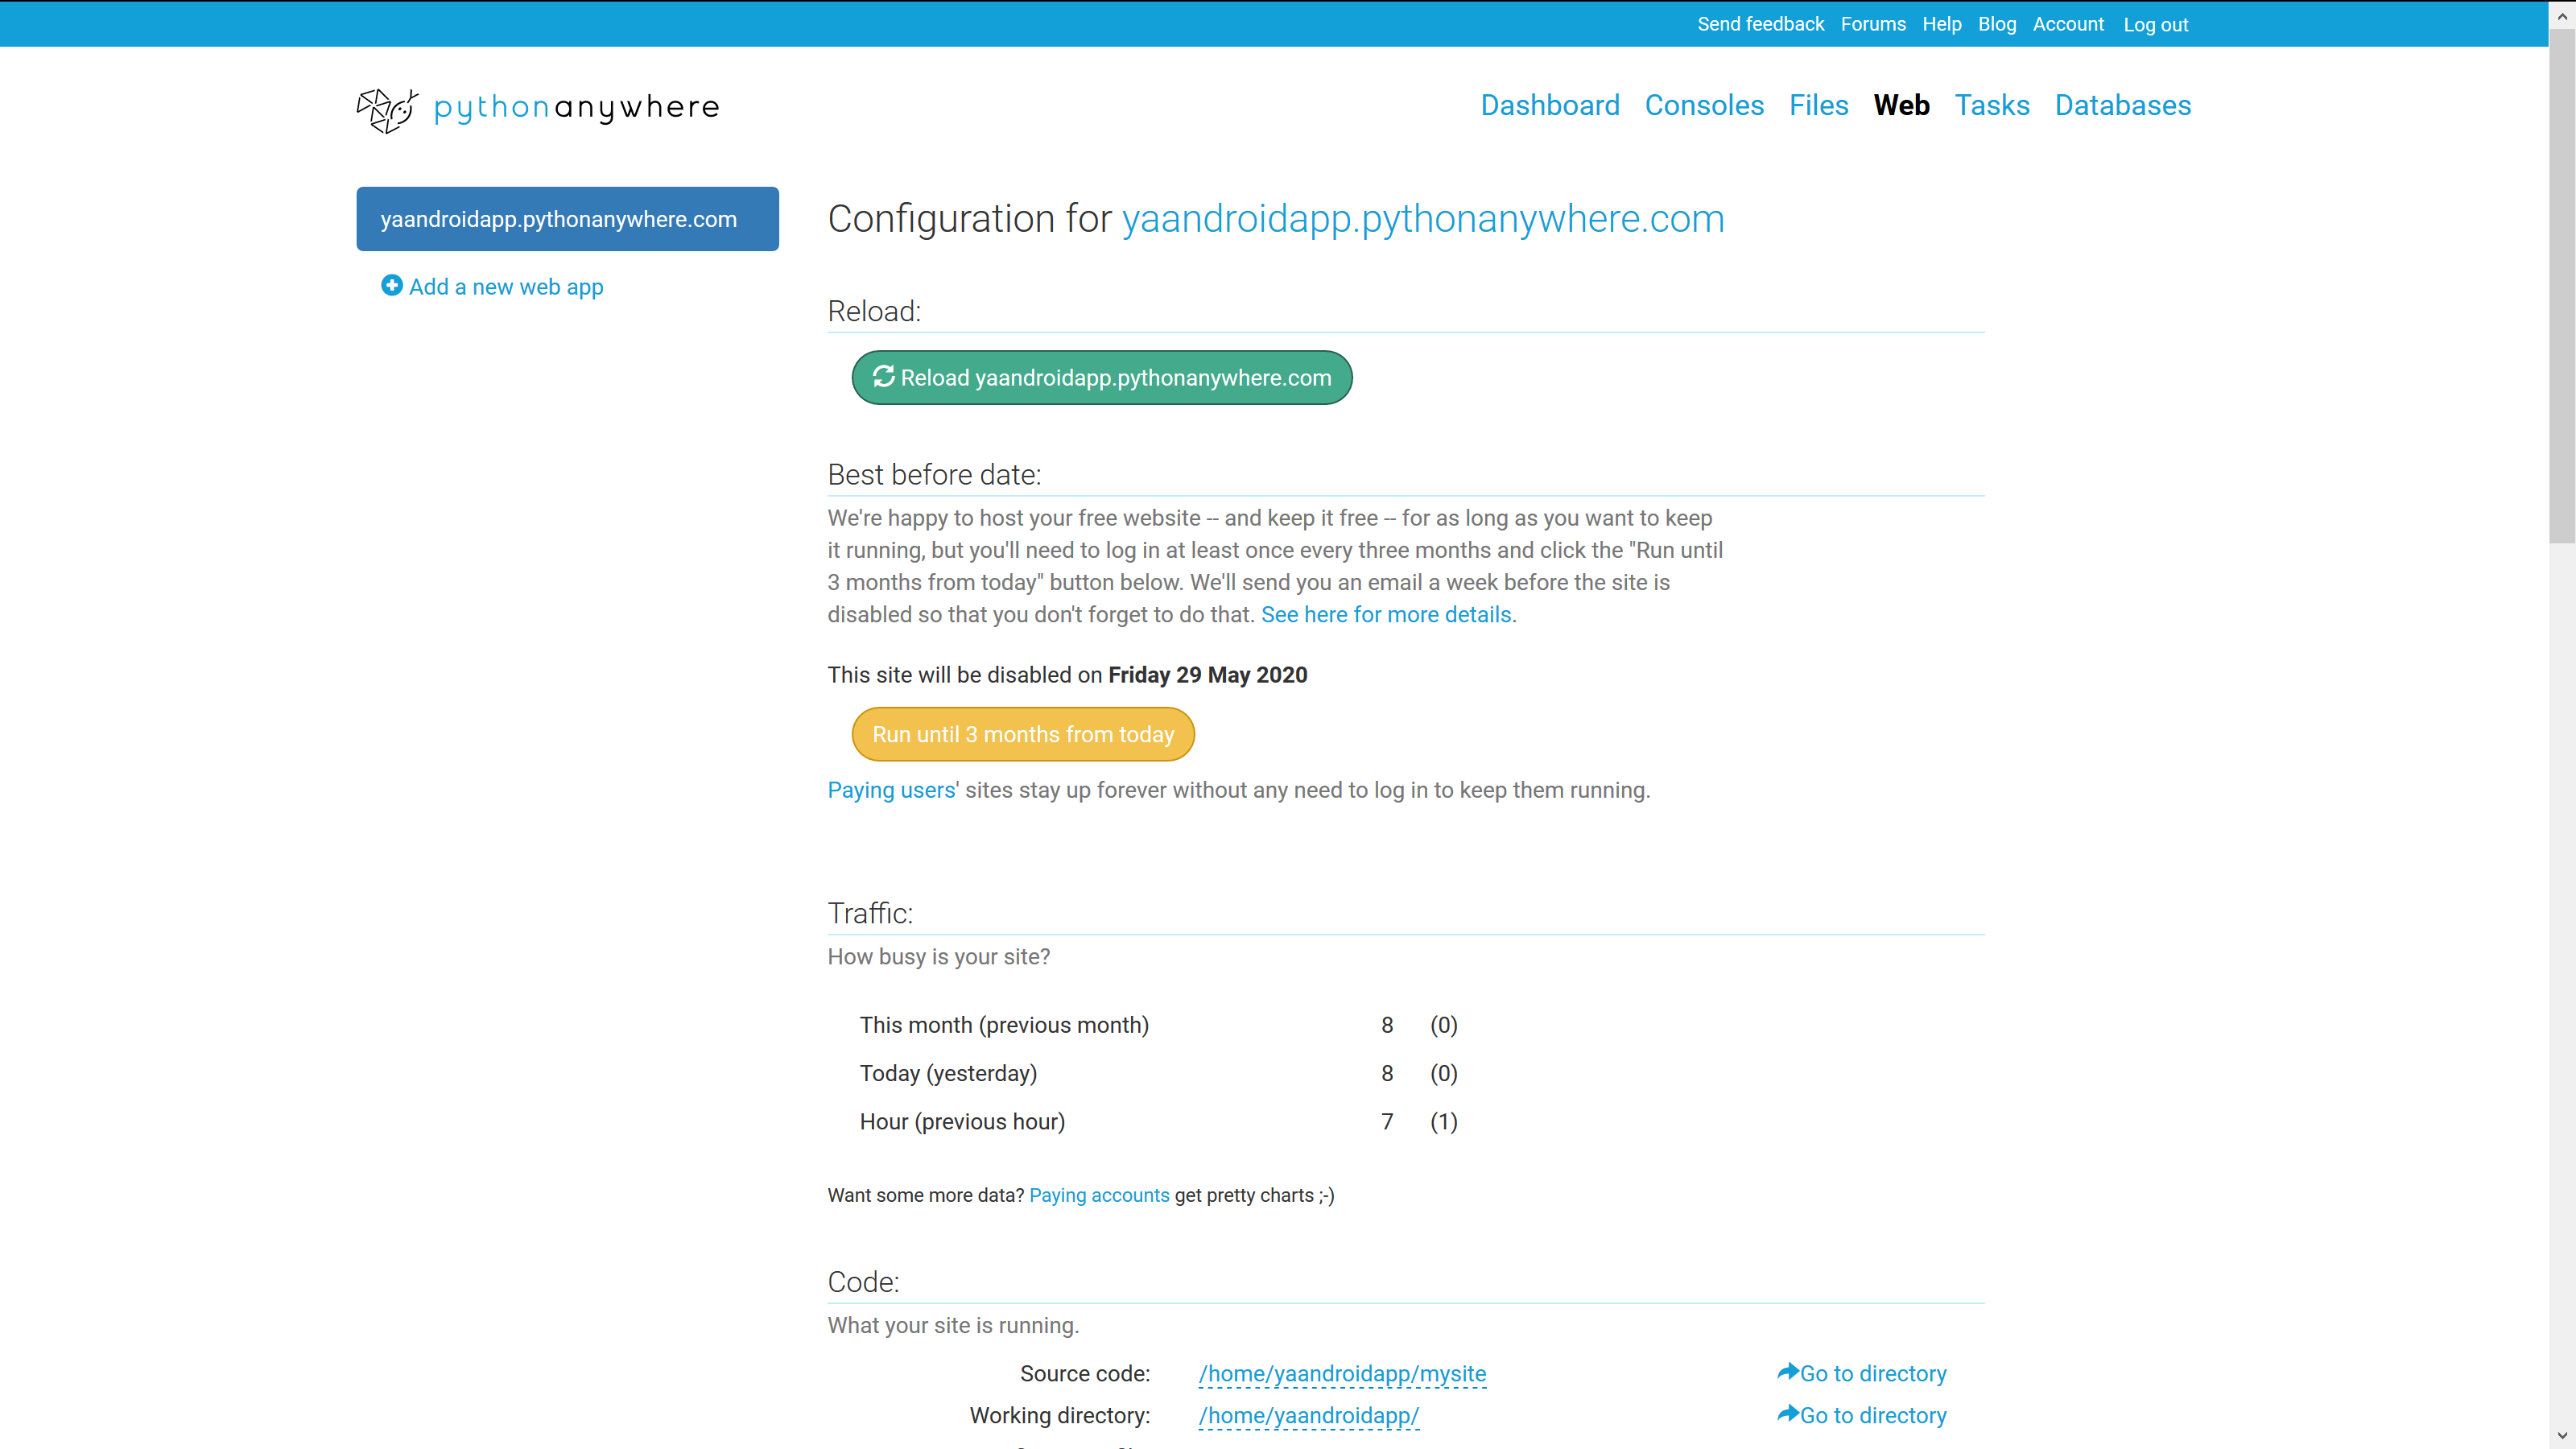 Send feedback Forums Help Blog Account Log out
pythonanywhere
Dashboard Consoles Files Web Tasks Databases
yaandroidapp.pythonanywhere.com
Add a new web app
Configuration for yaandroidapp.pythonanywhere.com
Reload:
Reload yaandroidapp.pythonanywhere.com
Best before date:
We're happy to host your free website -- and keep it free -- for as long as you want to keep
it running, but you'll need to log in at least once every three months and click the "Run until
3 months from today" button below. We'll send you an email a week before the site is
disabled so that you don't forget to do that. See here for more details.
This site will be disabled on Friday 29 May 2020
Run until 3 months from today
Paying users' sites stay up forever without any need to log in to keep them running.
Traffic:
How busy is your site?
This month (previous month) 8 (0)
Today (yesterday) 8 (0)
Hour (previous hour) 7 (1)
Want some more data? Paying accounts get pretty charts ;-)
Code:
What your site is running.
Source code: /home/yaandroidapp/mysite Go to directory
Working directory: /home/yaandroidapp/ Go to directory